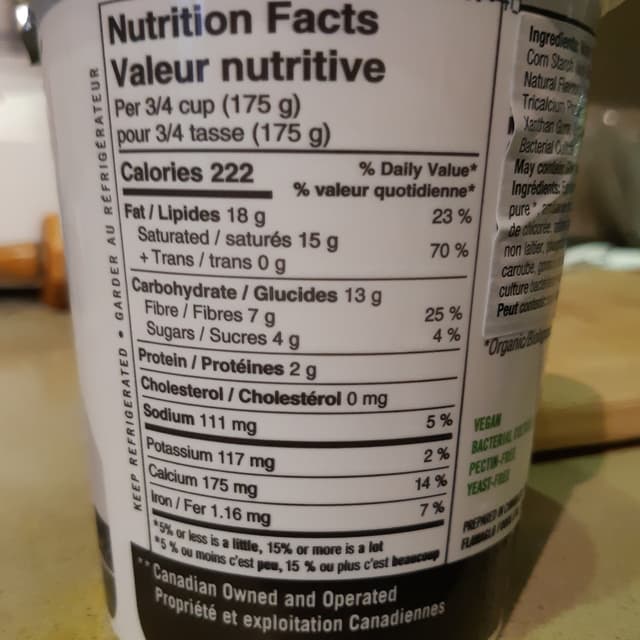 Nutrition Facts
Valeur nutritive
Per 3/4 cup (175 g)
pour 3/4 tasse (175 g)
Calories 222
% Daily Value*
% valeur quotidienne*
Fat / Lipides 18 g 23 %
Saturated / saturés 15 g
+ Trans / trans 0 g 70 %
Carbohydrate / Glucides 13 g
Fibre / Fibres 7 g 25 %
Sugars / Sucres 4 g 4 %
Protein / Protéines 2 g
Cholesterol / Cholestérol 0 mg
Sodium 111 mg 5 %
Potassium 117 mg 2 %
Calcium 175 mg 14 %
Iron / Fer 1.16 mg 7 %
*5% or less is a little, 15% or more is a lot
*5 % ou moins c'est peu, 15 % ou plus c'est beaucoup
**Canadian Owned and Operated
Propriété et exploitation Canadiennes
KEEP REFRIGERATED • GARDER AU RÉFRIGÉRATEUR
Ingredients:
Corn Starch
Natural
Tricalcium
Xanthan
Bacterial
May contain
Ingrédients:
pure
de chicorée,
non laitier,
caroube,
culture
Peut contenir
*Organic/
VEGAN
BACTERIAL
PECTIN-FREE
YEAST-FREE
PREPARED IN